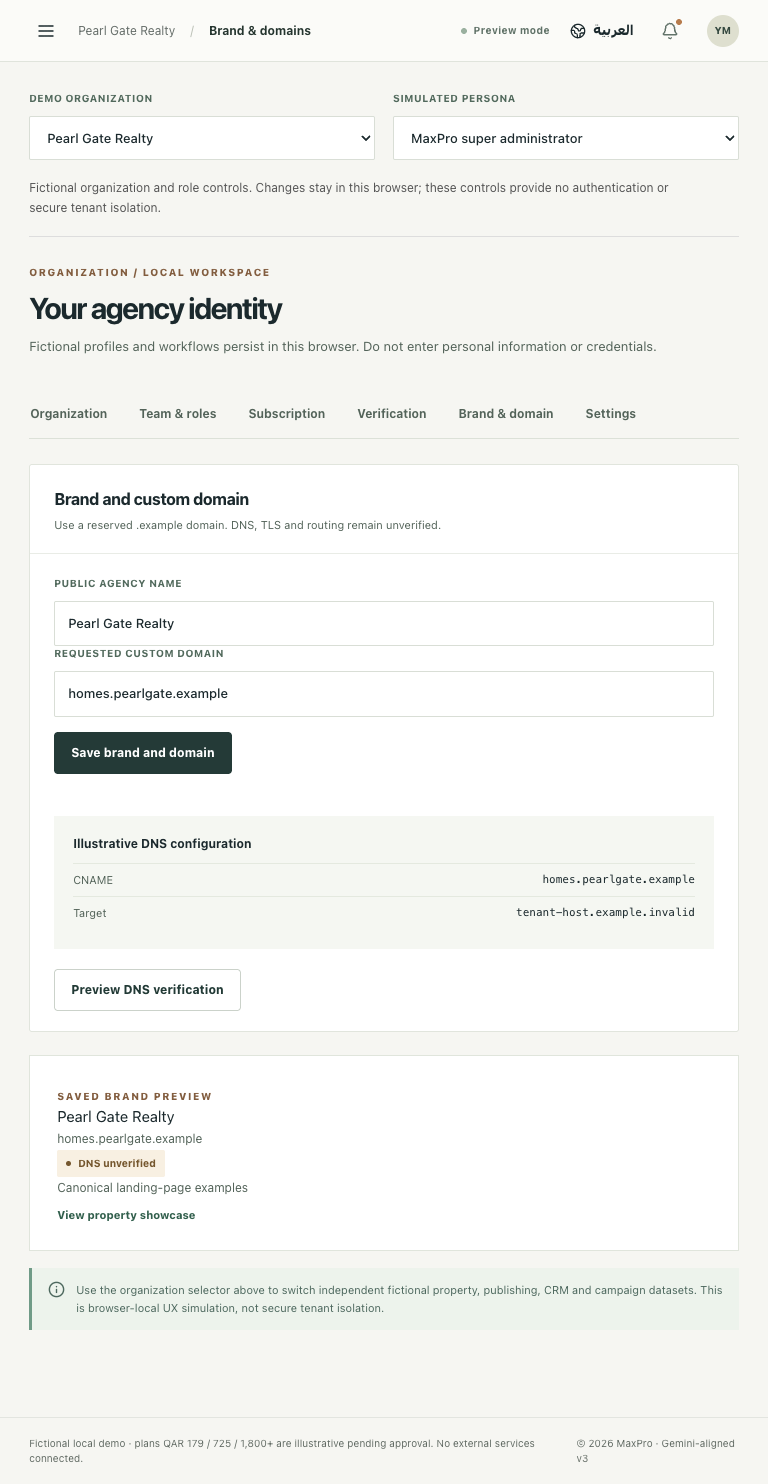 Pearl Gate Realty / Brand & domains
Preview mode
العربية
YM
DEMO ORGANIZATION
Pearl Gate Realty
SIMULATED PERSONA
MaxPro super administrator
Fictional organization and role controls. Changes stay in this browser; these controls provide no authentication or
secure tenant isolation.
ORGANIZATION / LOCAL WORKSPACE
Your agency identity
Fictional profiles and workflows persist in this browser. Do not enter personal information or credentials.
Organization Team & roles Subscription Verification Brand & domain Settings
Brand and custom domain
Use a reserved .example domain. DNS, TLS and routing remain unverified.
PUBLIC AGENCY NAME
Pearl Gate Realty
REQUESTED CUSTOM DOMAIN
homes.pearlgate.example
Save brand and domain
Illustrative DNS configuration
CNAME homes.pearlgate.example
Target tenant-host.example.invalid
Preview DNS verification
SAVED BRAND PREVIEW
Pearl Gate Realty
homes.pearlgate.example
DNS unverified
Canonical landing-page examples
View property showcase
Use the organization selector above to switch independent fictional property, publishing, CRM and campaign datasets. This
is browser-local UX simulation, not secure tenant isolation.
Fictional local demo · plans QAR 179 / 725 / 1,800+ are illustrative pending approval. No external services
connected.
© 2026 MaxPro · Gemini-aligned
v3